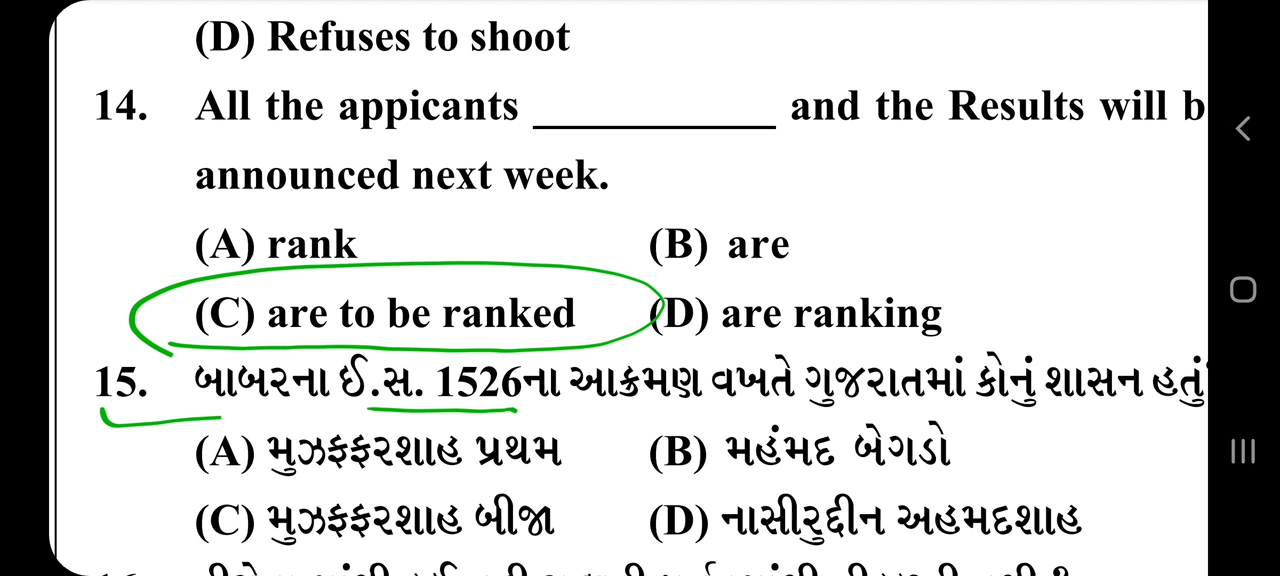 (D) Refuses to shoot
14. All the appicants __________ and the Results will b
announced next week.
(A) rank (B) are
(C) are to be ranked (D) are ranking
15. બાબરના ઈ.સ. 1526ના આક્રમણ વખતે ગુજરાતમાં કોનું શાસન હતું
(A) મુઝફ્ફરશાહ પ્રથમ (B) મહંમદ બેગડો
(C) મુઝફ્ફરશાહ બીજા (D) નાસીરુદ્દીન અહમદશાહ